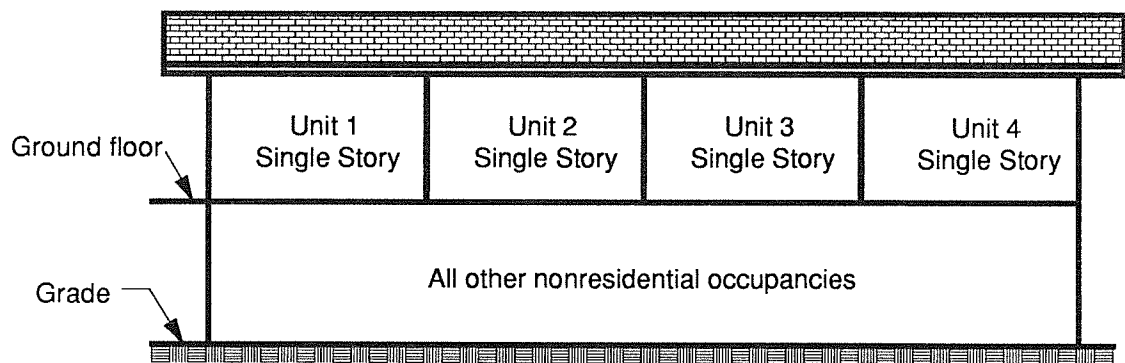 Unit 1
Single Story
Unit 2
Single Story
Unit 3
Single Story
Unit 4
Single Story
Ground floor
All other nonresidential occupancies
Grade